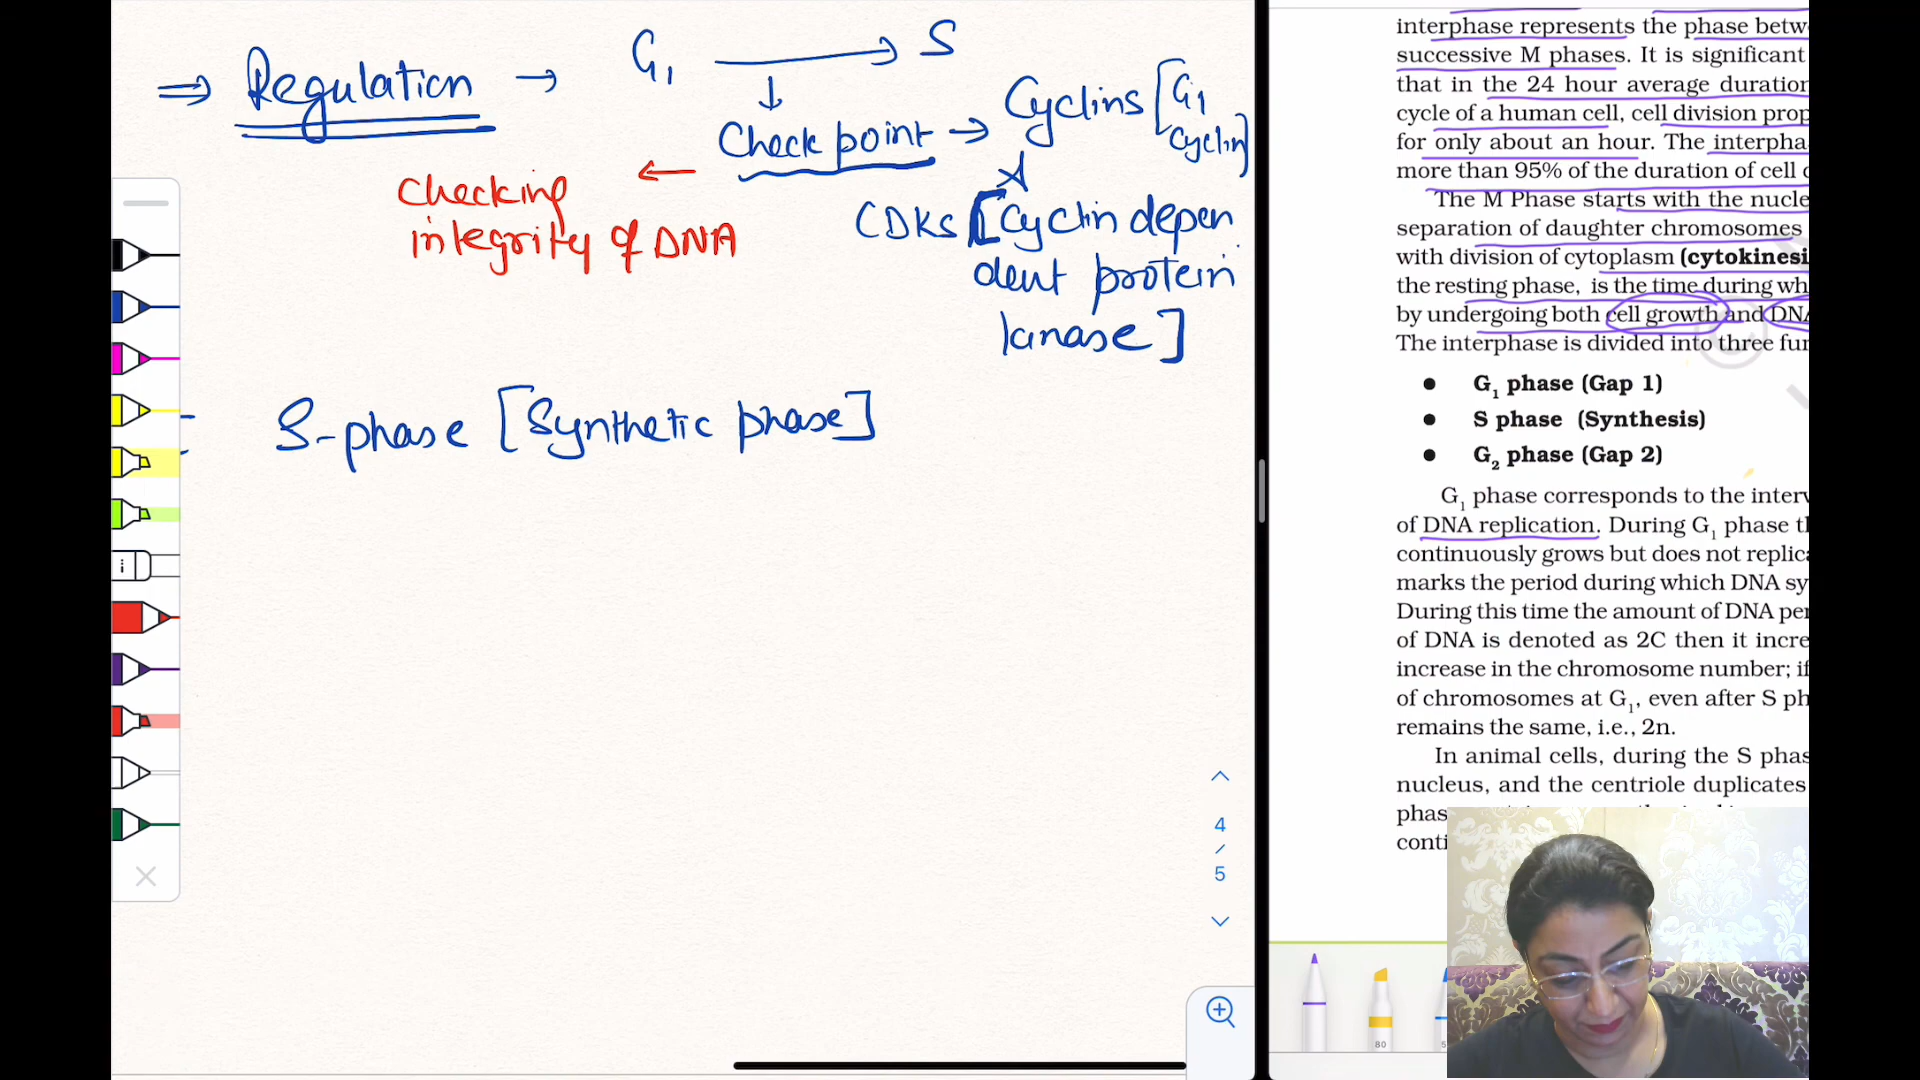 ⇒ Regulation → G₁ → S
↓
Check point → Cyclins [G1
cyclin]
← Checking
integrity of DNA
CDKs [Cyclin depen
dent protein
kinase]
S-phase [Synthetic phase]
4
/
5
interphase represents the phase betw
successive M phases. It is significant
that in the 24 hour average duration
cycle of a human cell, cell division prop
for only about an hour. The interpha
more than 95% of the duration of cell c
The M Phase starts with the nucle
separation of daughter chromosomes
with division of cytoplasm (cytokinesi
the resting phase, is the time during wh
by undergoing both cell growth and DNA
The interphase is divided into three fur
● G₁ phase (Gap 1)
● S phase (Synthesis)
● G₂ phase (Gap 2)
G₁ phase corresponds to the interv
of DNA replication. During G₁ phase t
continuously grows but does not replica
marks the period during which DNA sy
During this time the amount of DNA per
of DNA is denoted as 2C then it incre
increase in the chromosome number; if
of chromosomes at G₁, even after S ph
remains the same, i.e., 2n.
In animal cells, during the S phas
nucleus, and the centriole duplicates
phas
conti
80
5